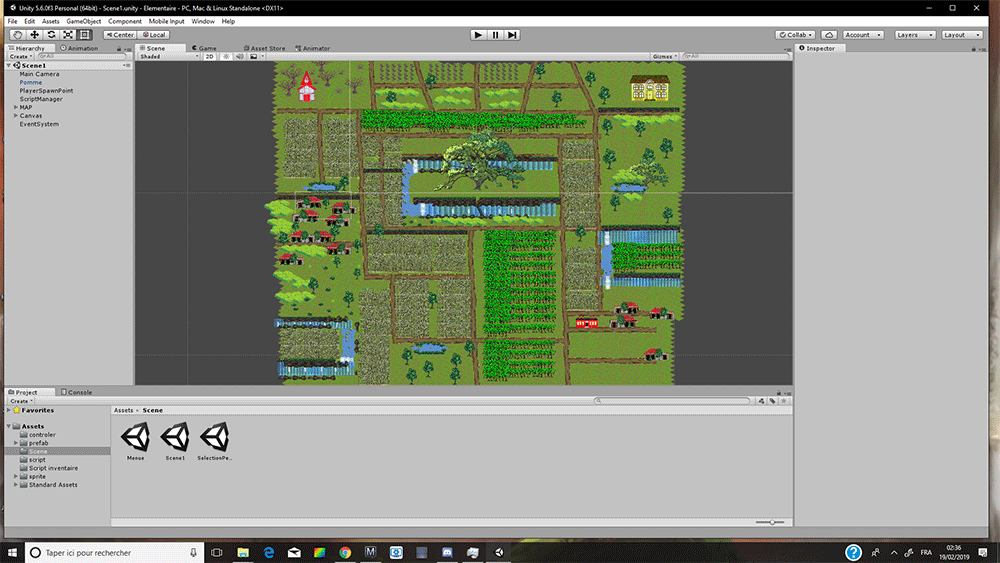 Unity 5.6.0f3 Personal (64bit) - Scene1.unity - Elementaire - PC, Mac & Linux Standalone <DX11>
File Edit Assets GameObject Component Mobile Input Window Help
Center Local Collab Account Layers Layout
Hierarchy Animation Scene Game Asset Store Animator Inspector
Create All Shaded 2D Gizmos All
Scene1
Main Camera
Pomme
PlayerSpawnPoint
ScriptManager
MAP
Canvas
EventSystem
Project Console
Create
Favorites
Assets
controler
prefab
Scene
script
Script inventaire
sprite
Standard Assets
Assets Scene
Menue Scene1 SelectionPe...
Taper ici pour rechercher
FRA
02:36
19/02/2019